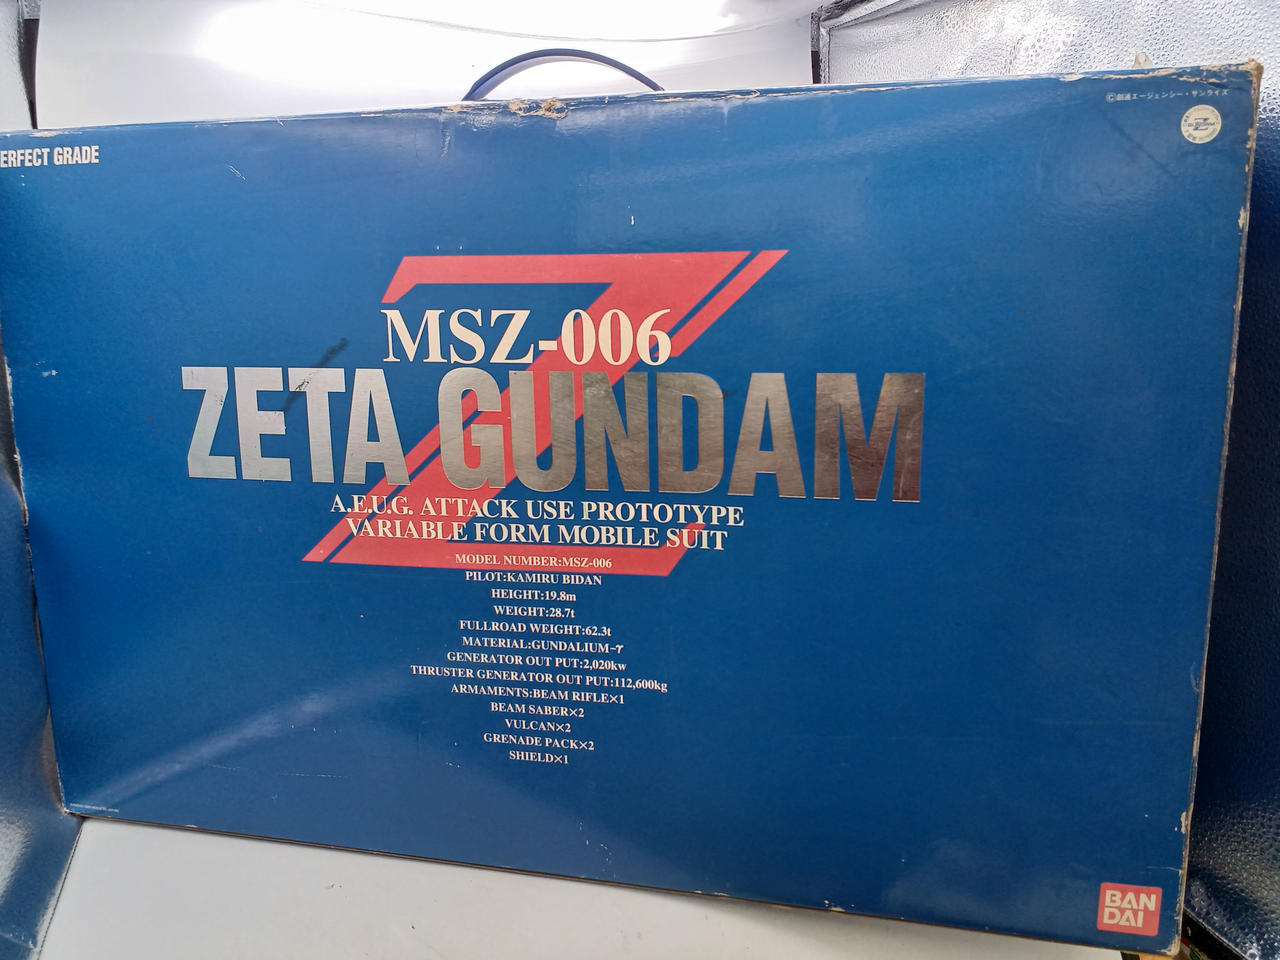 ©創通エージェンシー・サンライズ
ERFECT GRADE
MSZ-006
ZETA GUNDAM
A.E.U.G. ATTACK USE PROTOTYPE
VARIABLE FORM MOBILE SUIT
MODEL NUMBER:MSZ-006
PILOT:KAMIRU BIDAN
HEIGHT:19.8m
WEIGHT:28.7t
FULLROAD WEIGHT:62.3t
MATERIAL:GUNDALIUM-γ
GENERATOR OUT PUT:2,020kw
THRUSTER GENERATOR OUT PUT:112,600kg
ARMAMENTS:BEAM RIFLE×1
BEAM SABER×2
VULCAN×2
GRENADE PACK×2
SHIELD×1
BAN
DAI